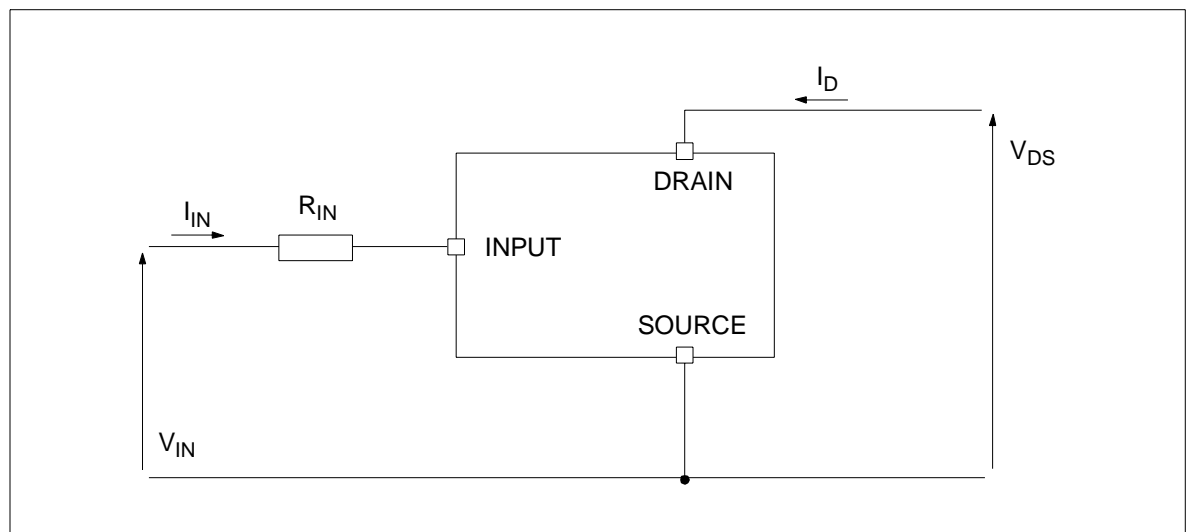 I_D
V_DS
DRAIN
R_IN
I_IN
INPUT
SOURCE
V_IN